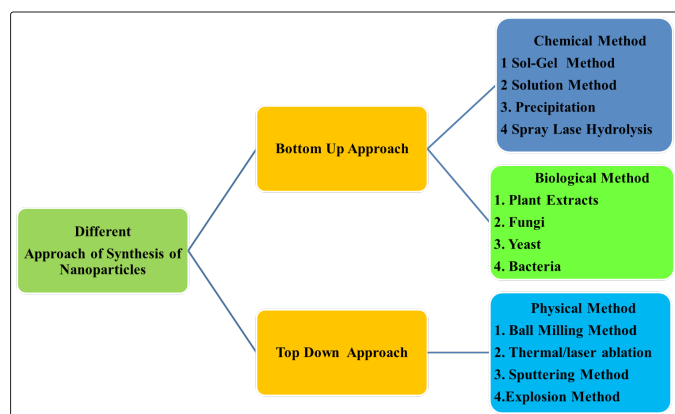 Different
Approach of Synthesis of
Nanoparticles
Bottom Up Approach
Top Down Approach
Chemical Method
1 Sol-Gel Method
2 Solution Method
3. Precipitation
4 Spray Lase Hydrolysis
Biological Method
1. Plant Extracts
2. Fungi
3. Yeast
4. Bacteria
Physical Method
1. Ball Milling Method
2. Thermal/laser ablation
3. Sputtering Method
4.Explosion Method